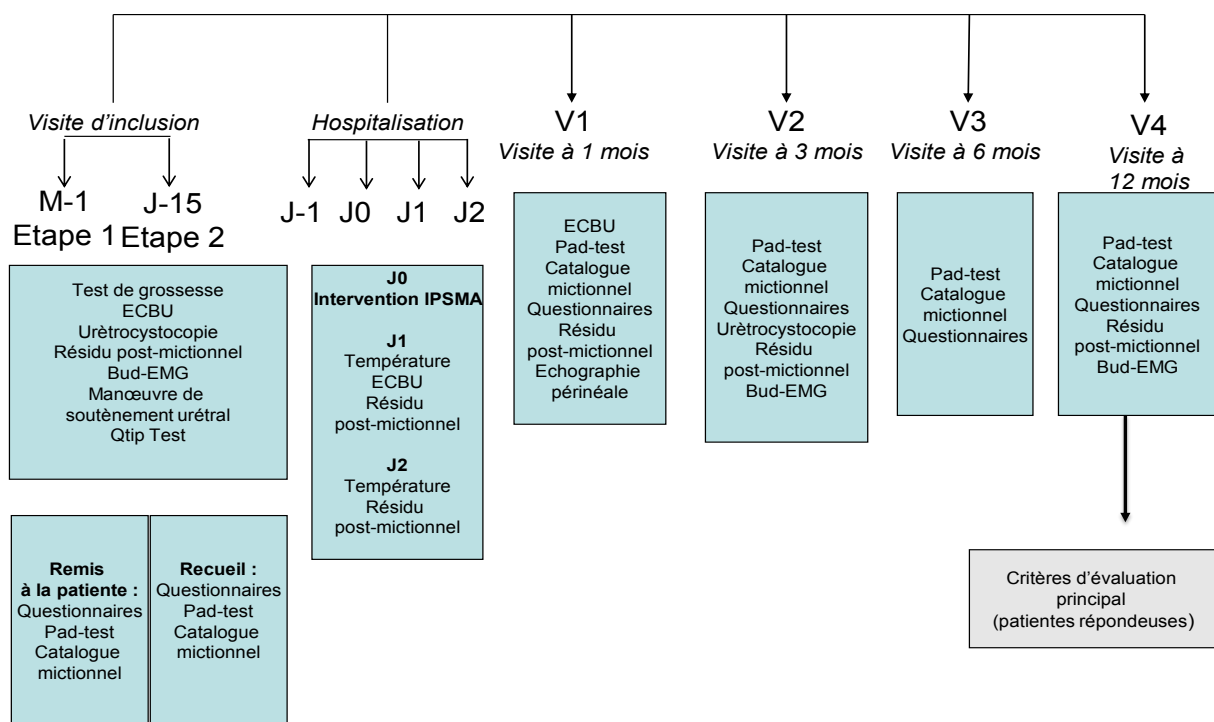 Visite d'inclusion
M-1
Etape 1
J-15
Etape 2
Test de grossesse
ECBU
Urètrocystocopie
Résidu post-mictionnel
Bud-EMG
Manœuvre de
soutènement urétral
Qtip Test
Remis
à la patiente :
Questionnaires
Pad-test
Catalogue
mictionnel
Recueil :
Questionnaires
Pad-test
Catalogue
mictionnel
Hospitalisation
J-1
J0
J1
J2
J0
Intervention IPSMA
J1
Température
ECBU
Résidu
post-mictionnel
J2
Température
Résidu
post-mictionnel
V1
Visite à 1 mois
ECBU
Pad-test
Catalogue
mictionnel
Questionnaires
Résidu
post-mictionnel
Echographie
périnéale
V2
Visite à 3 mois
Pad-test
Catalogue
mictionnel
Questionnaires
Urètrocystocopie
Résidu
post-mictionnel
Bud-EMG
V3
Visite à 6 mois
Pad-test
Catalogue
mictionnel
Questionnaires
V4
Visite à
12 mois
Pad-test
Catalogue
mictionnel
Questionnaires
Résidu
post-mictionnel
Bud-EMG
Critères d'évaluation
principal
(patientes répondeuses)